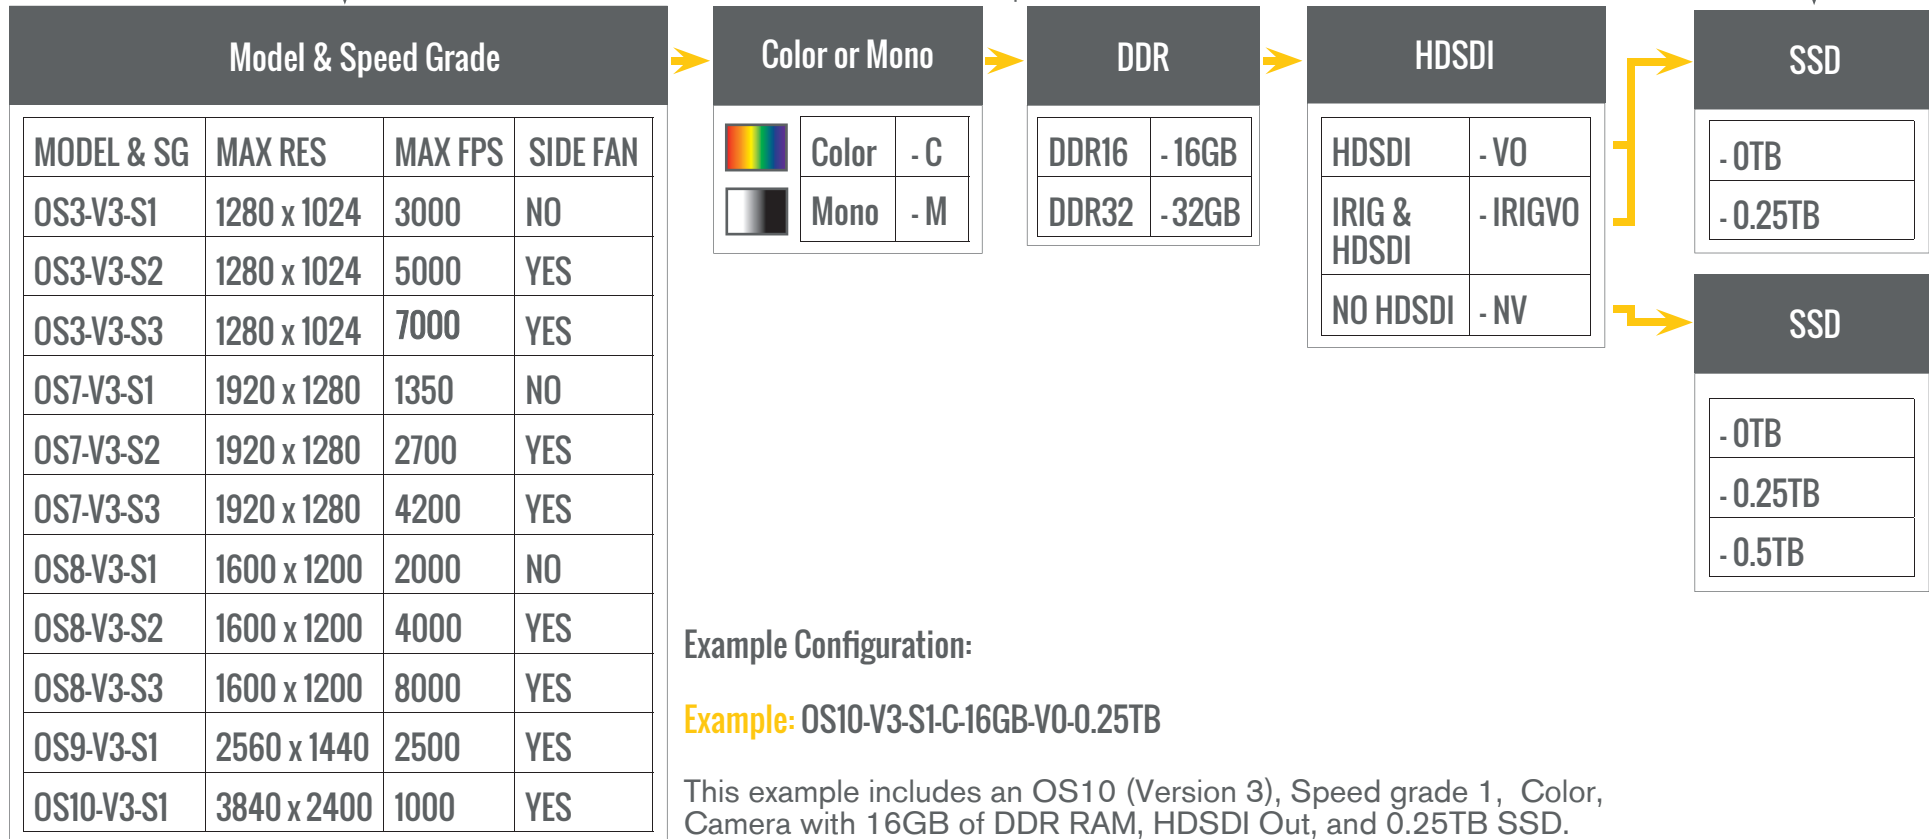 Model & Speed Grade
MODEL & SG MAX RES MAX FPS SIDE FAN
OS3-V3-S1 1280 x 1024 3000 NO
OS3-V3-S2 1280 x 1024 5000 YES
OS3-V3-S3 1280 x 1024 7000 YES
OS7-V3-S1 1920 x 1280 1350 NO
OS7-V3-S2 1920 x 1280 2700 YES
OS7-V3-S3 1920 x 1280 4200 YES
OS8-V3-S1 1600 x 1200 2000 NO
OS8-V3-S2 1600 x 1200 4000 YES
OS8-V3-S3 1600 x 1200 8000 YES
OS9-V3-S1 2560 x 1440 2500 YES
OS10-V3-S1 3840 x 2400 1000 YES
Color or Mono
Color - C
Mono - M
DDR
DDR16 - 16GB
DDR32 - 32GB
HDSDI
HDSDI - VO
IRIG & - IRIGVO
HDSDI
NO HDSDI - NV
SSD
- 0TB
- 0.25TB
SSD
- 0TB
- 0.25TB
- 0.5TB
Example Configuration:
Example: OS10-V3-S1-C-16GB-VO-0.25TB
This example includes an OS10 (Version 3), Speed grade 1, Color,
Camera with 16GB of DDR RAM, HDSDI Out, and 0.25TB SSD.